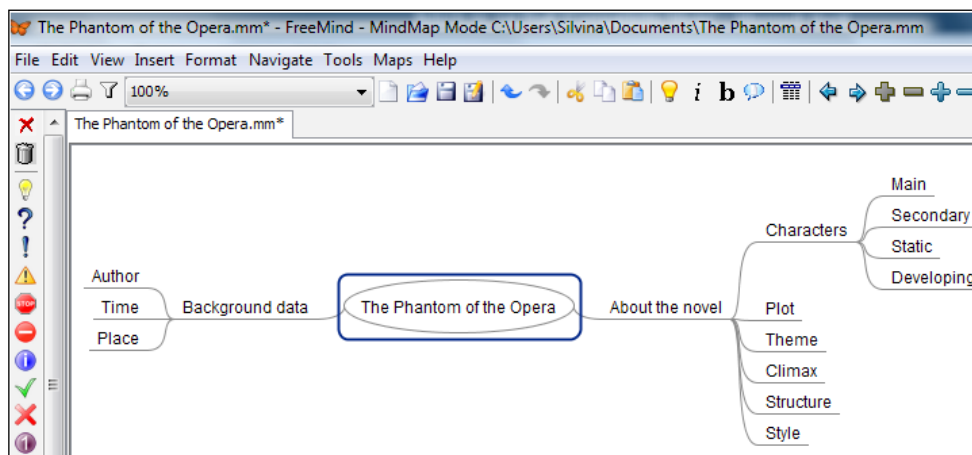 The Phantom of the Opera.mm* - FreeMind - MindMap Mode C:\Users\Silvina\Documents\The Phantom of the Opera.mm
File Edit View Insert Format Navigate Tools Maps Help
100%
i b
The Phantom of the Opera.mm*
Main
Secondary
Characters
Static
Developing
Author
Time
Place
Background data
The Phantom of the Opera
About the novel
Plot
Theme
Climax
Structure
Style
?
!
STOP
i
1